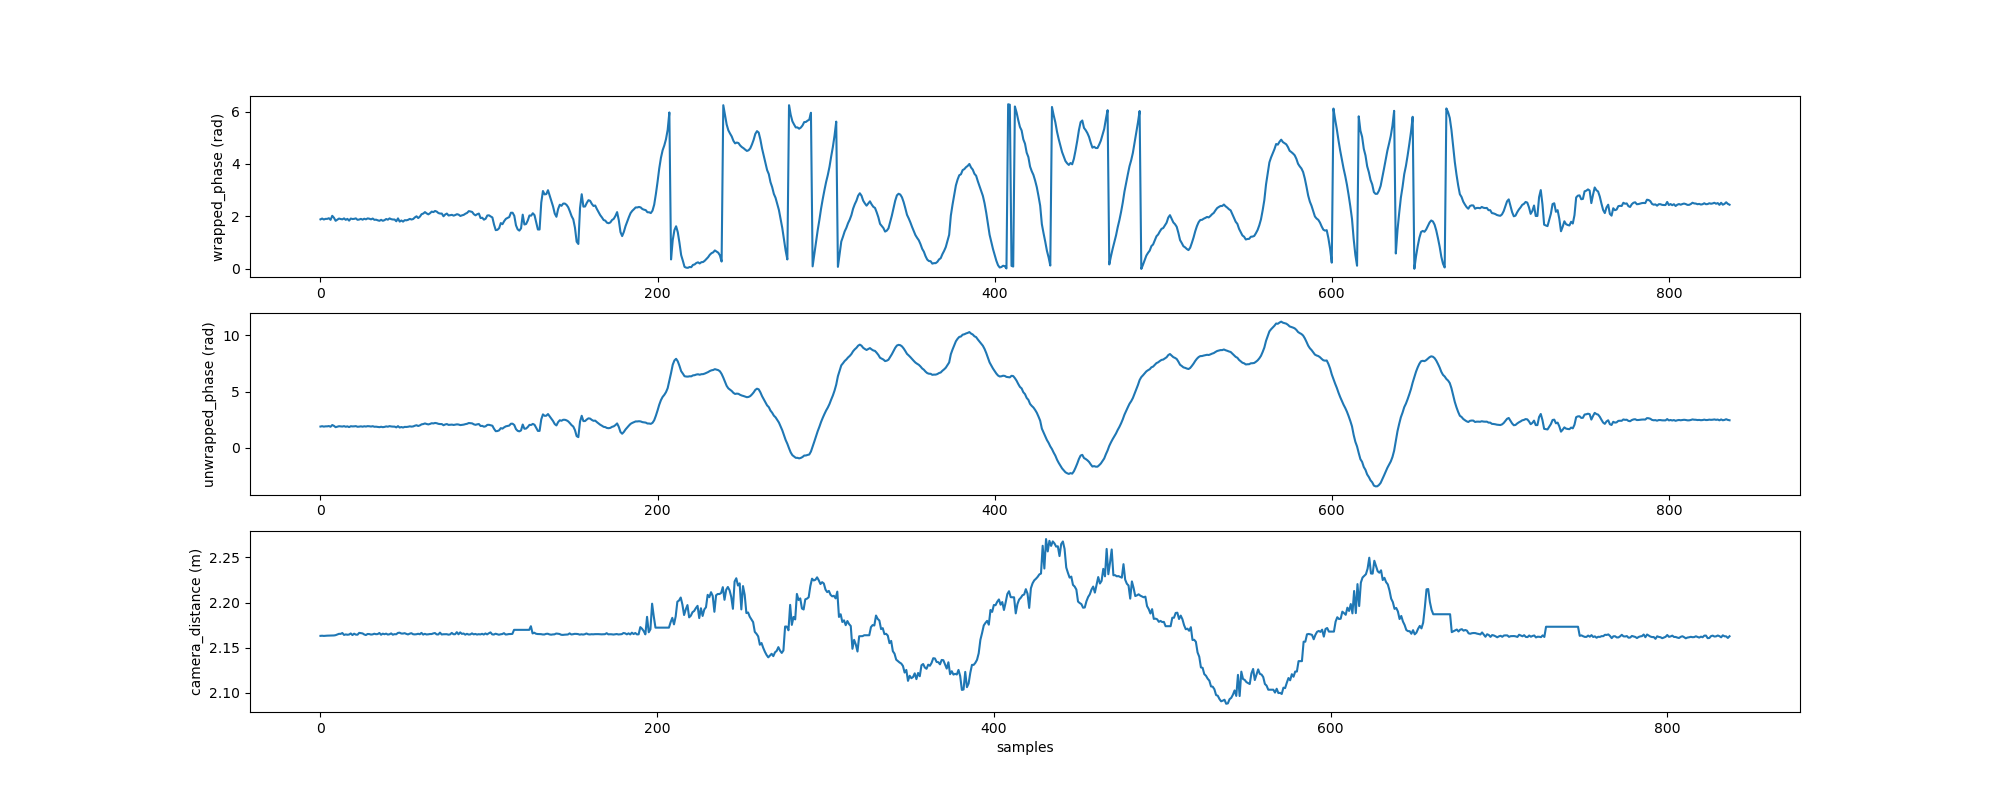 wrapped_phase (rad)
6
4
2
0
0 200 400 600 800
unwrapped_phase (rad)
10
5
0
0 200 400 600 800
camera_distance (m)
2.25
2.20
2.15
2.10
0 200 400 600 800
samples